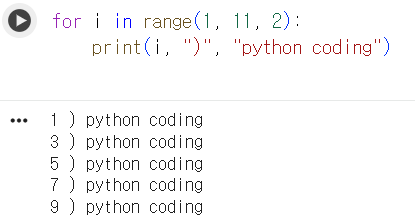 for i in range(1, 11, 2):
    print(i, ")", "python coding")
1 ) python coding
3 ) python coding
5 ) python coding
7 ) python coding
9 ) python coding